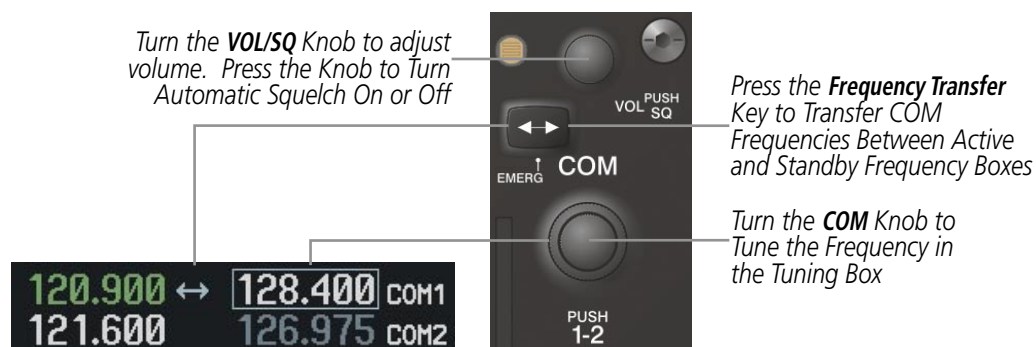 Turn the VOL/SQ Knob to adjust
volume. Press the Knob to Turn
Automatic Squelch On or Off
VOL PUSH
SQ
EMERG
COM
PUSH
1-2
Press the Frequency Transfer
Key to Transfer COM
Frequencies Between Active
and Standby Frequency Boxes
Turn the COM Knob to
Tune the Frequency in
the Tuning Box
120.900 ↔ 128.400 COM1
121.600 126.975 COM2